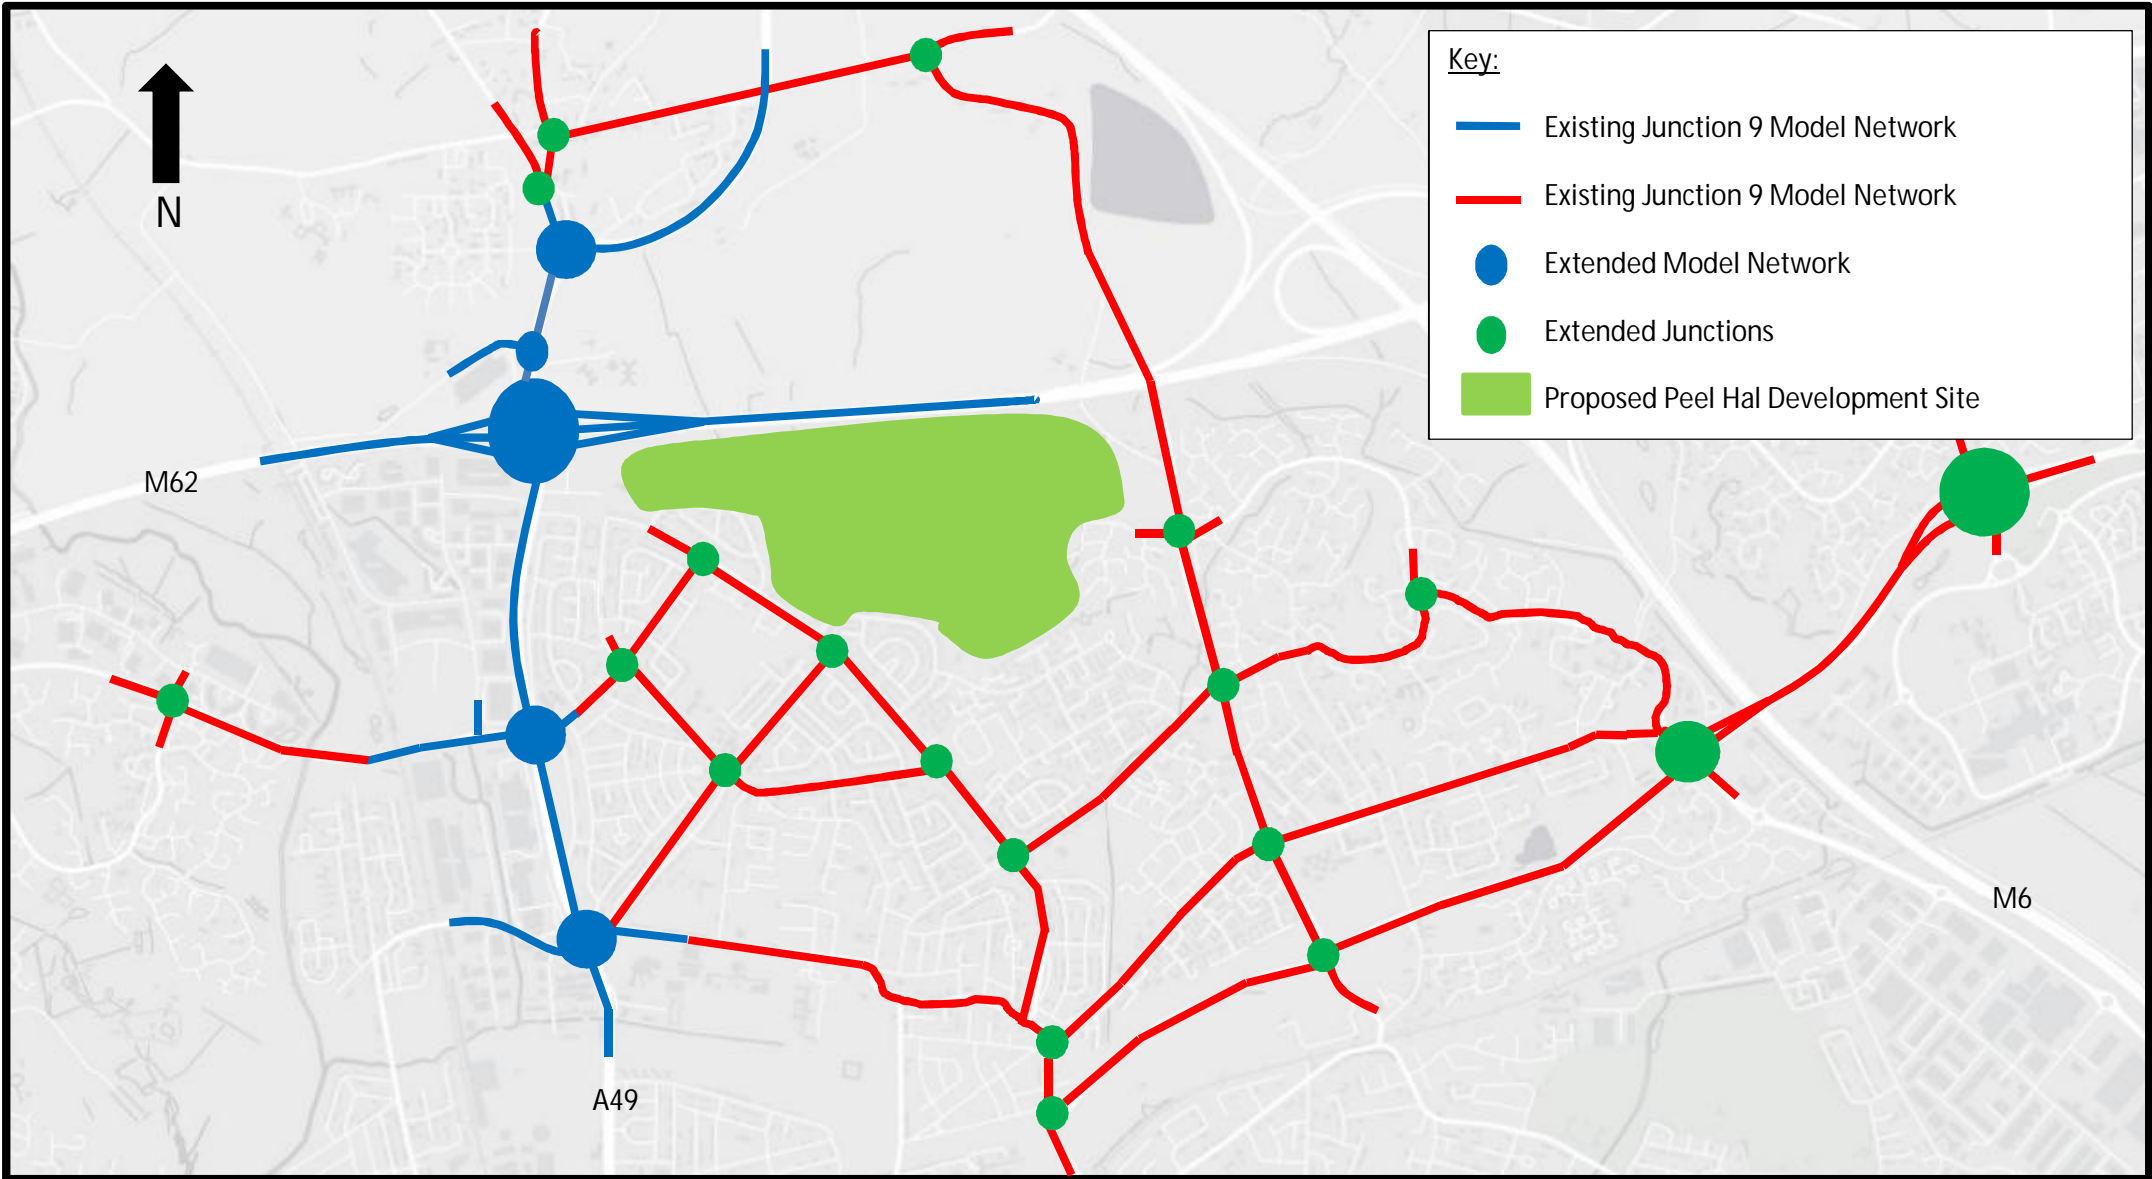 Key:
Existing Junction 9 Model Network
Existing Junction 9 Model Network
Extended Model Network
Extended Junctions
Proposed Peel Hal Development Site
N
M62
M6
A49